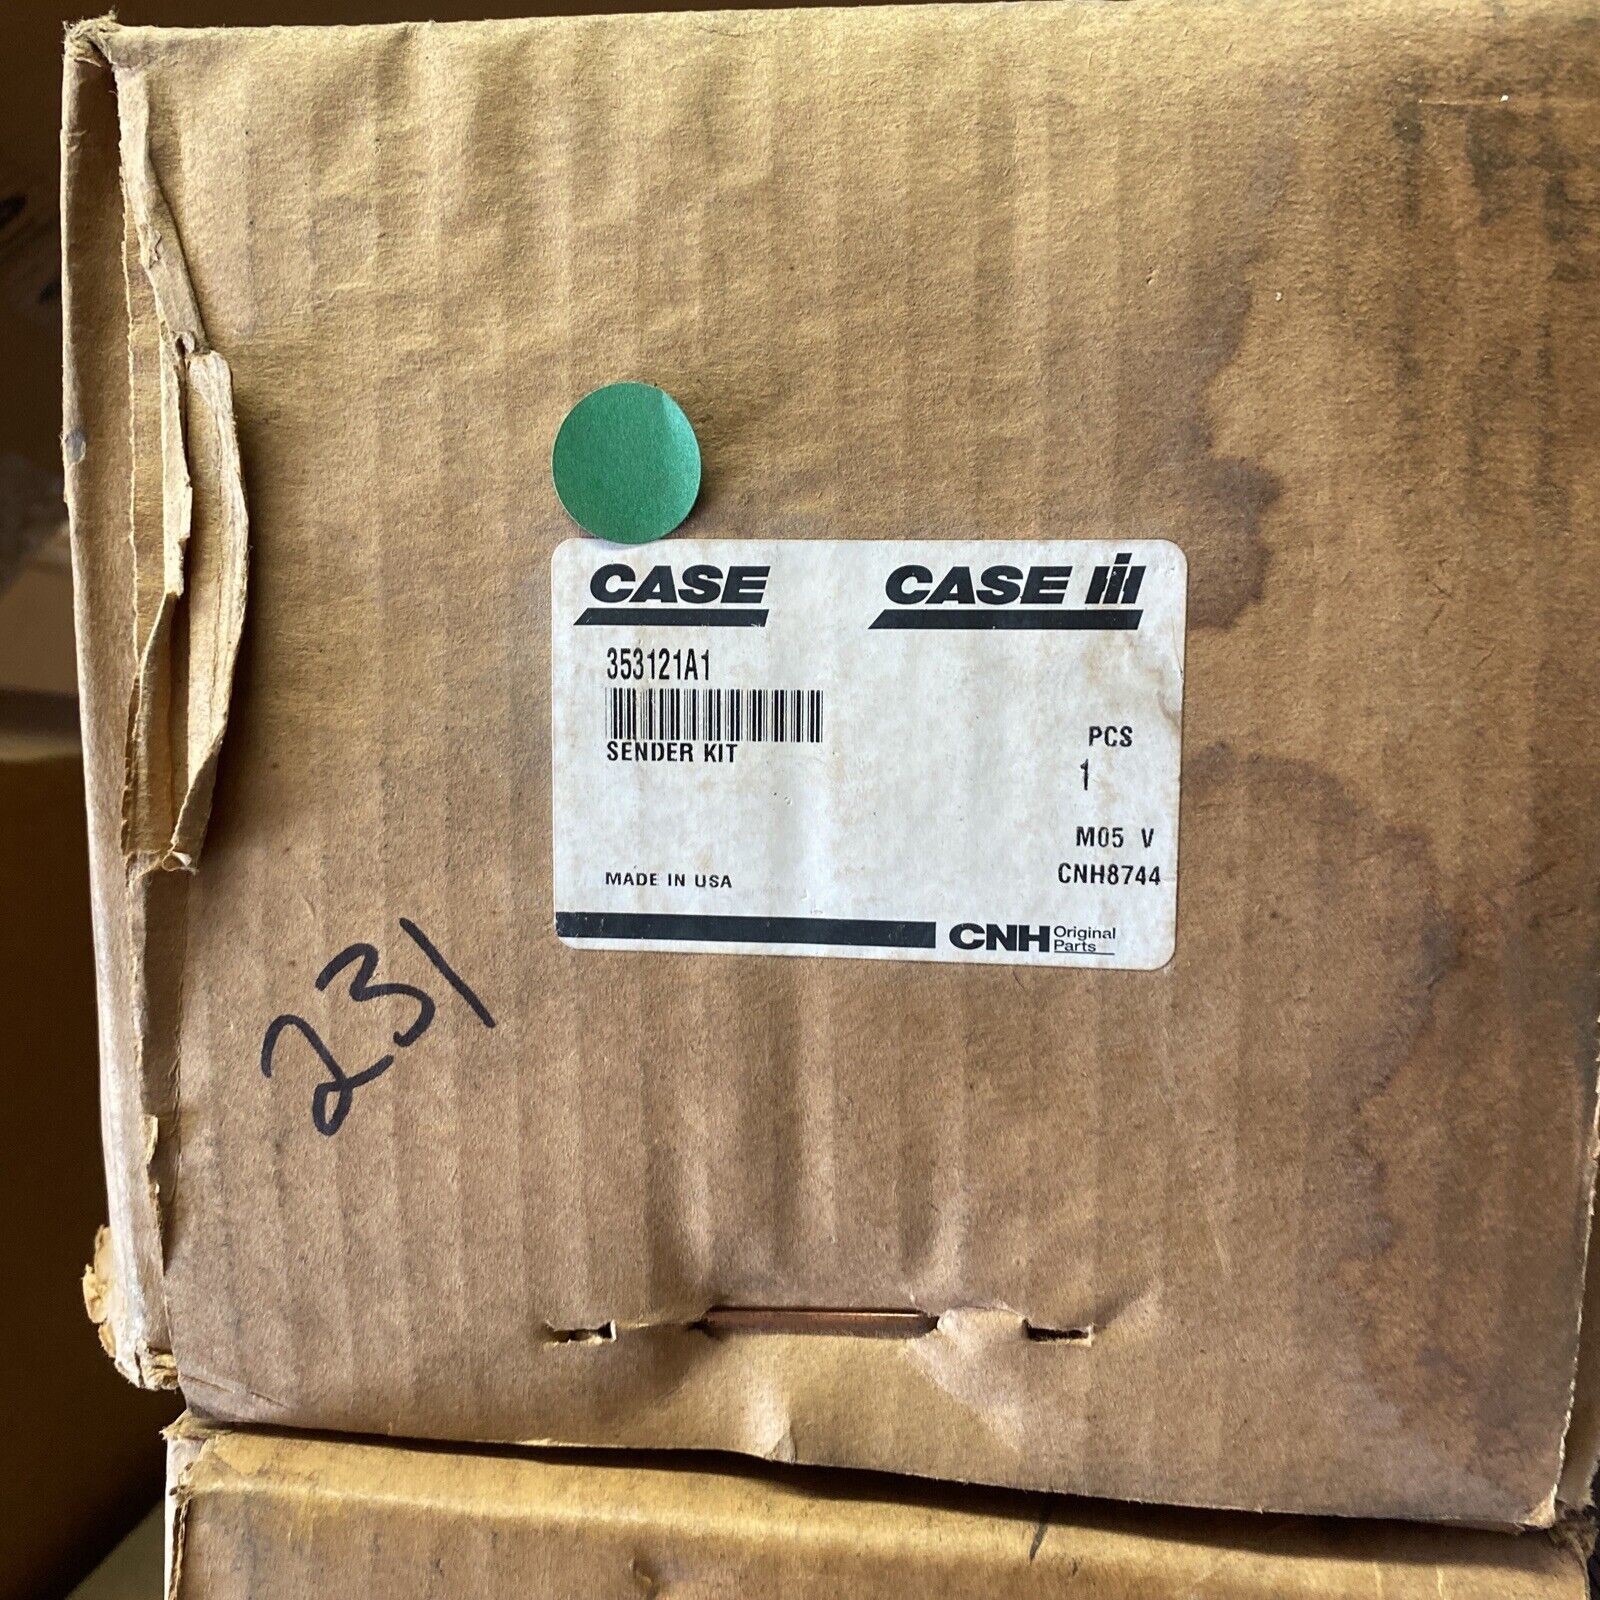 CASE CASE IH
353121A1
SENDER KIT
PCS
1
M05 V
CNH8744
MADE IN USA
CNH Original
Parts
231